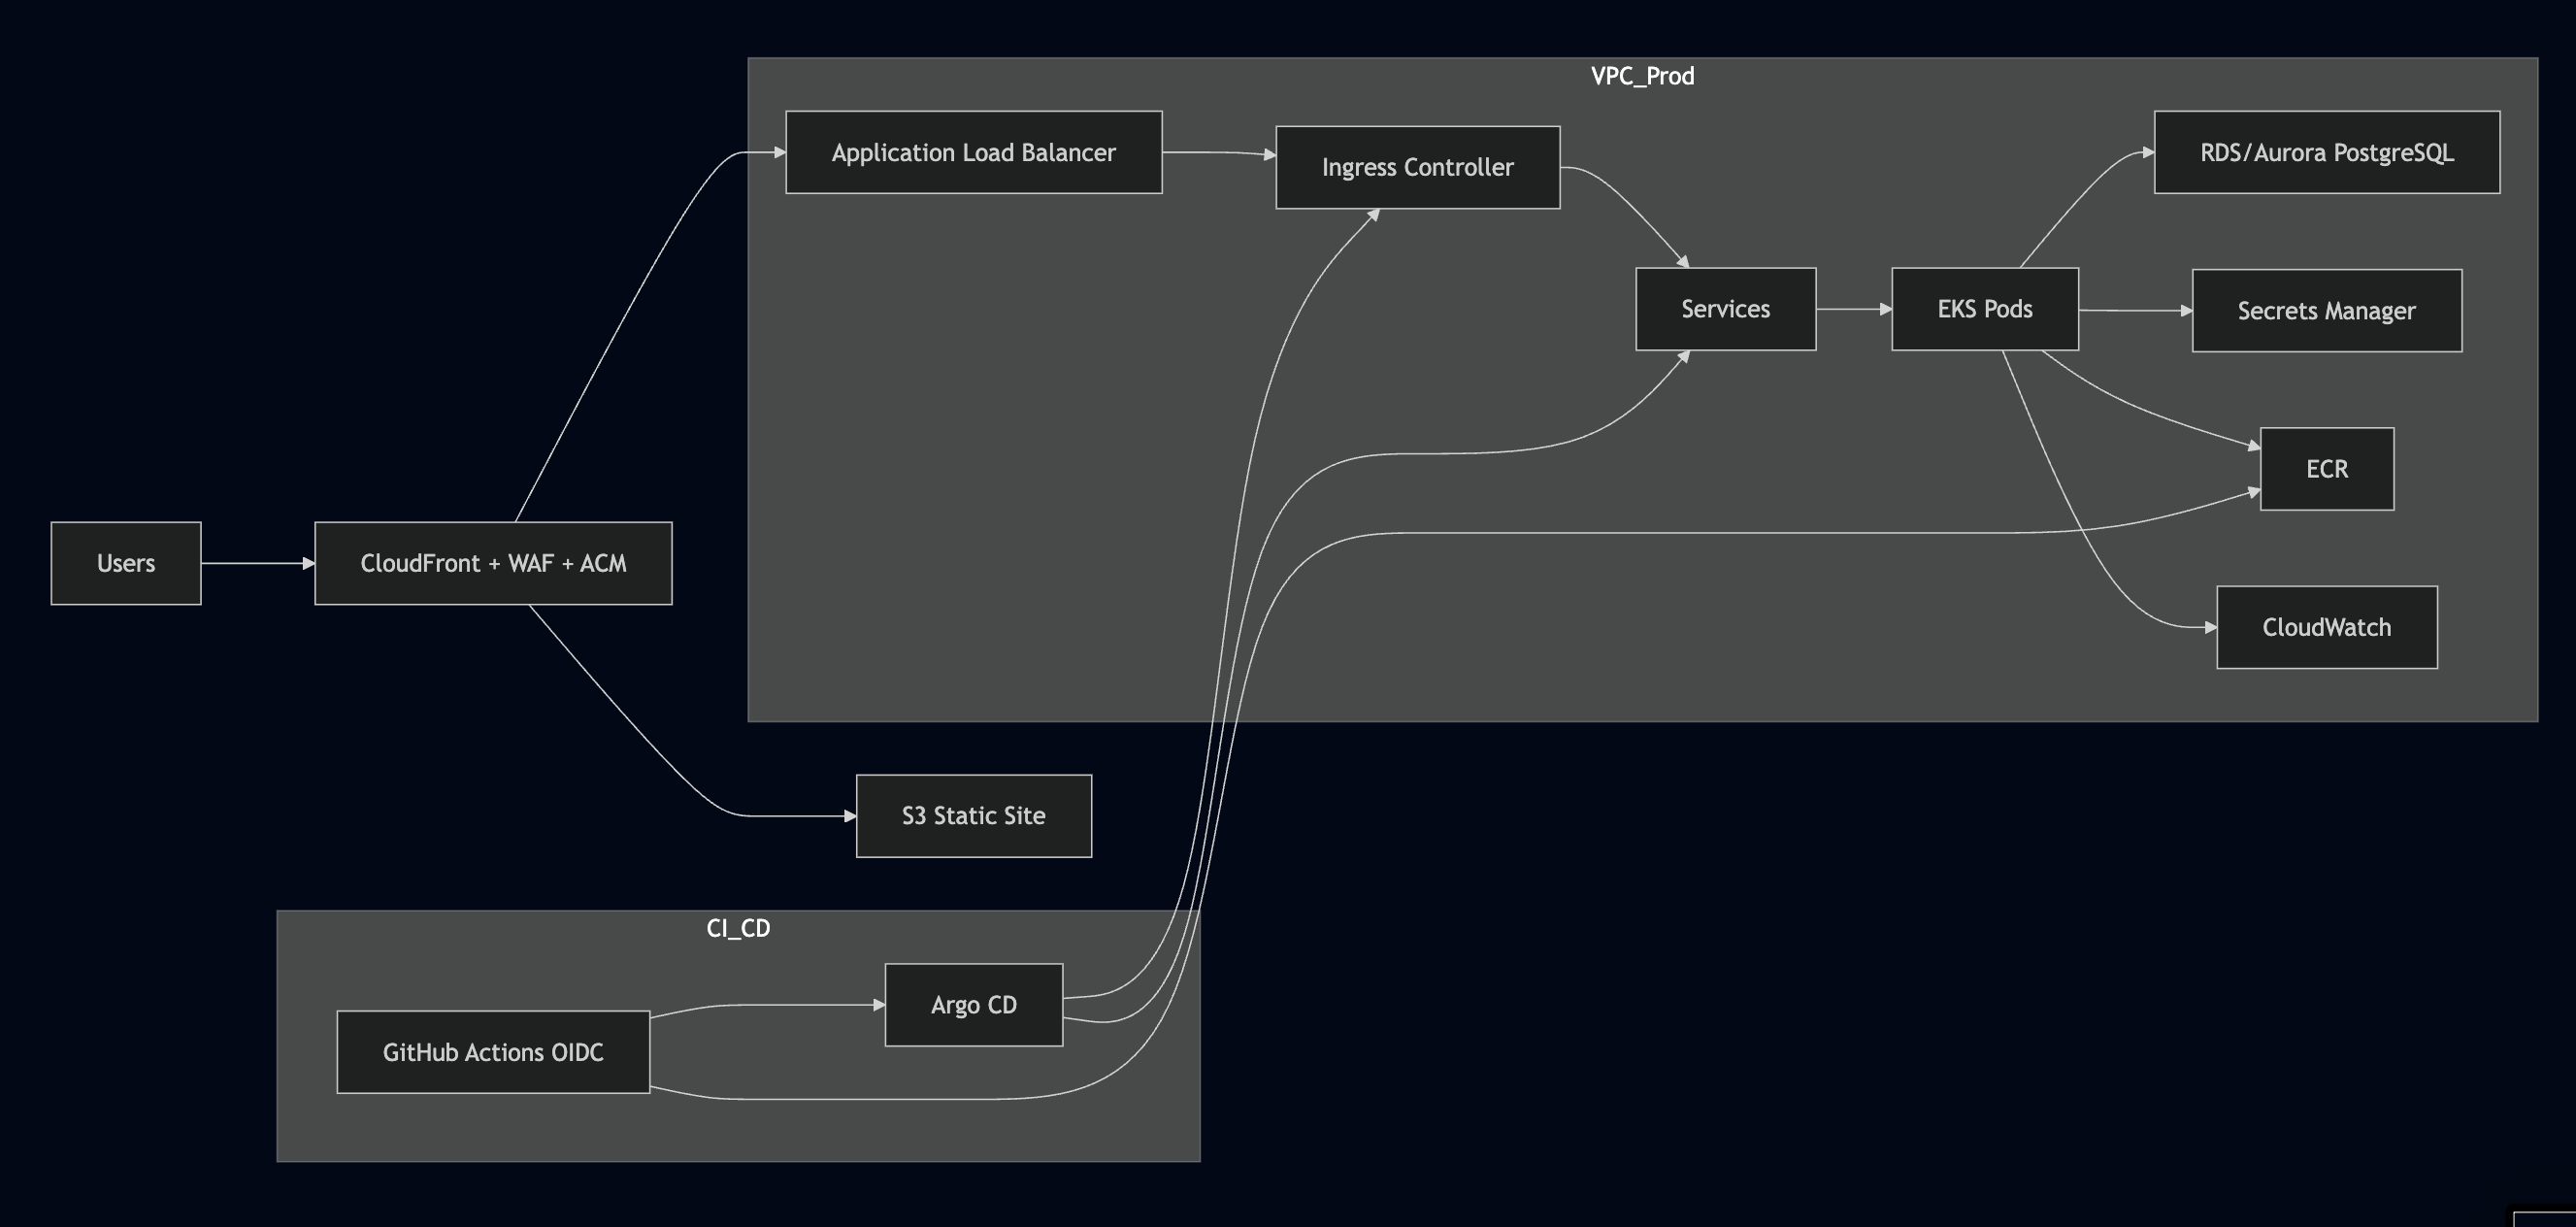 VPC_Prod
Application Load Balancer
Ingress Controller
RDS/Aurora PostgreSQL
Services
EKS Pods
Secrets Manager
ECR
Users
CloudFront + WAF + ACM
CloudWatch
S3 Static Site
CI_CD
Argo CD
GitHub Actions OIDC